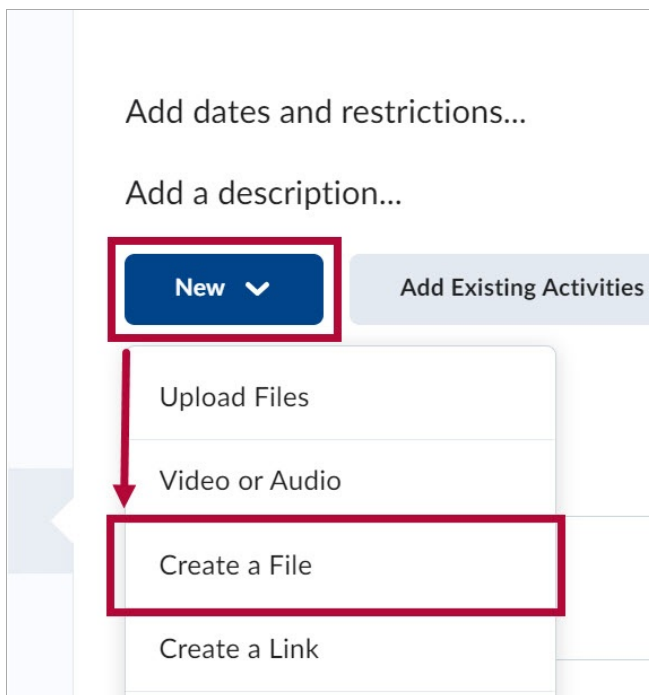 Add dates and restrictions...
Add a description...
New Add Existing Activities
Upload Files
Video or Audio
Create a File
Create a Link